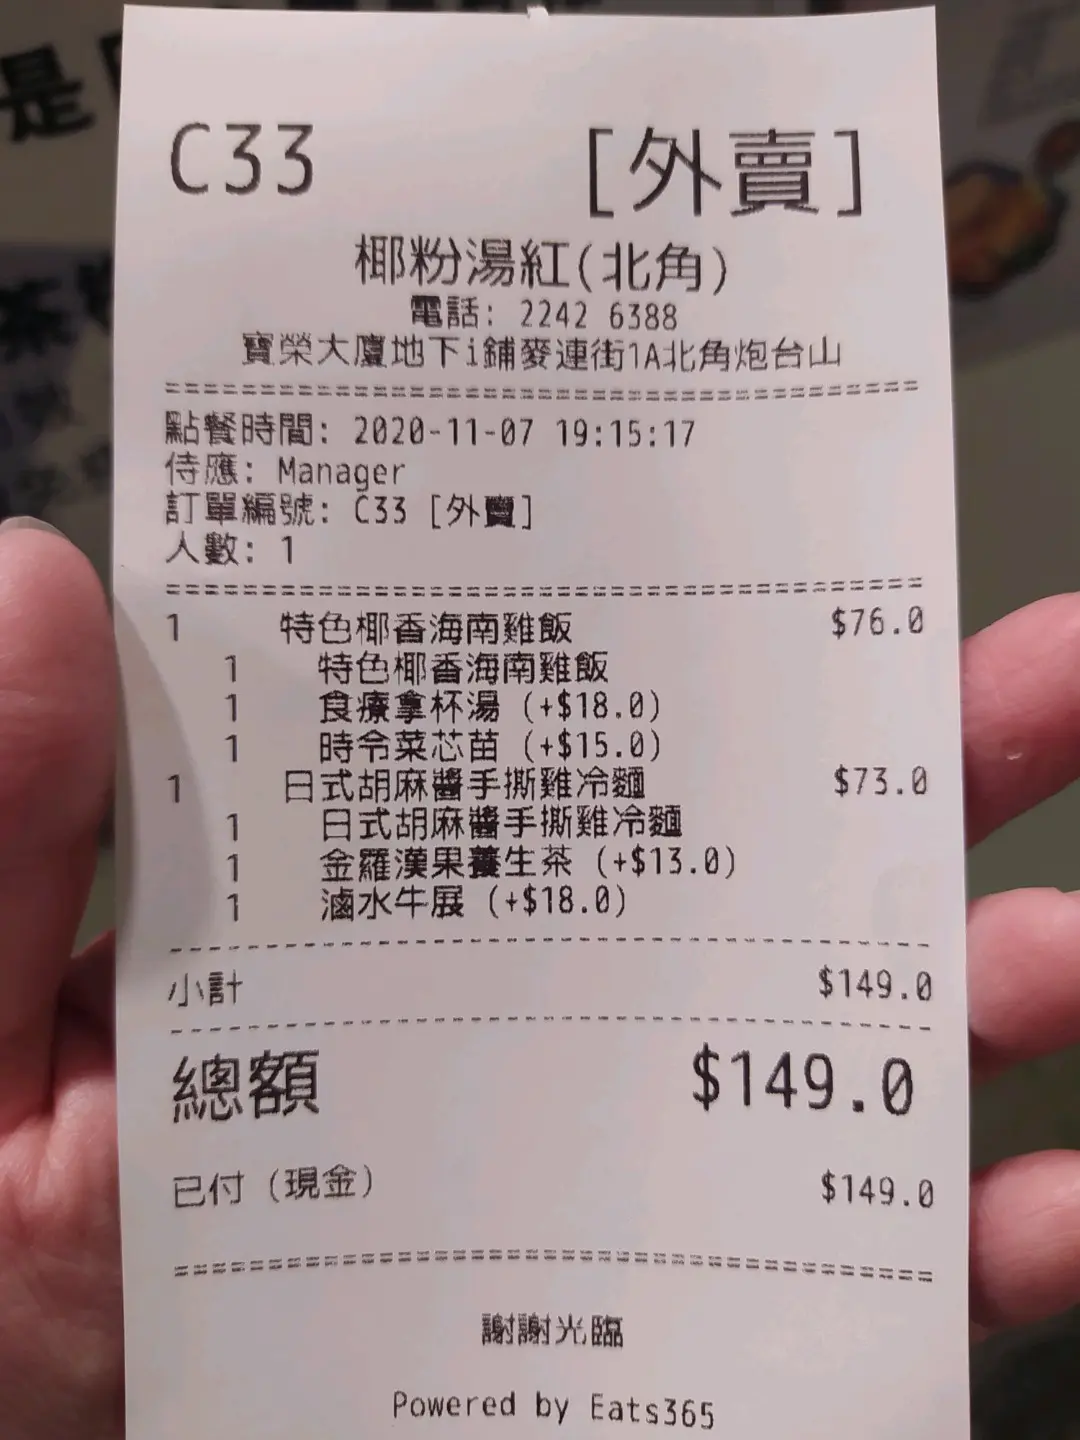 C33 [外賣]
椰粉湯紅(北角)
電話: 2242 6388
寶榮大廈地下i鋪麥連街1A北角炮台山
點餐時間: 2020-11-07 19:15:17
侍應: Manager
訂單編號: C33 [外賣]
人數: 1
1 特色椰香海南雞飯 $76.0
1 特色椰香海南雞飯
1 食療拿杯湯 (+$18.0)
1 時令菜芯苗 (+$15.0)
1 日式胡麻醬手撕雞冷麵 $73.0
1 日式胡麻醬手撕雞冷麵
1 金羅漢果養生茶 (+$13.0)
1 滷水牛展 (+$18.0)
小計 $149.0
總額 $149.0
已付 (現金) $149.0
謝謝光臨
Powered by Eats365
是